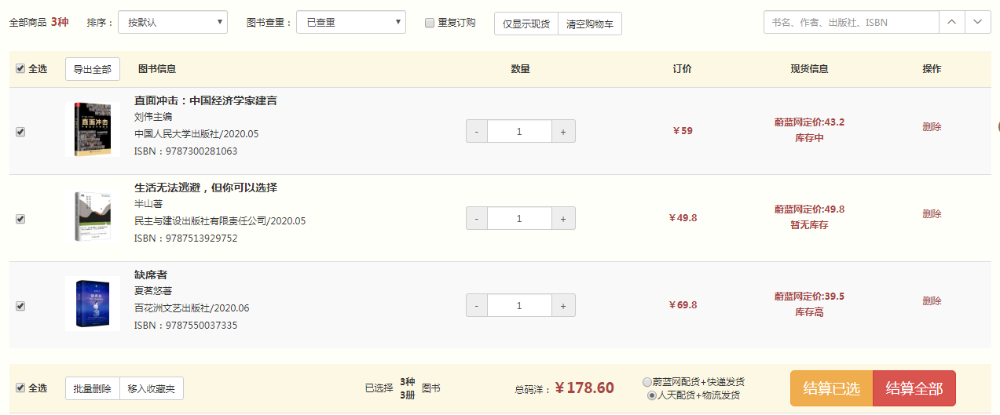 全部商品 3种 排序： 按默认 图书查重： 已查重 重复订购 仅显示现货 清空购物车 书名、作者、出版社、ISBN
全选 导出全部 图书信息 数量 订价 现货信息 操作
直面冲击：中国经济学家建言
刘伟主编
中国人民大学出版社/2020.05
ISBN：9787300281063
直面冲击
- 1 +
￥59
蔚蓝网定价:43.2
库存中
删除
生活无法逃避，但你可以选择
半山著
民主与建设出版社有限责任公司/2020.05
ISBN：9787513929752
- 1 +
￥49.8
蔚蓝网定价:49.8
暂无库存
删除
缺席者
夏茗悠著
百花洲文艺出版社/2020.06
ISBN：9787550037335
- 1 +
￥69.8
蔚蓝网定价:39.5
库存高
删除
全选 批量删除 移入收藏夹
已选择 3种 3册 图书
总码洋：￥178.60
蔚蓝网配货+快递发货
人天配货+物流发货
结算已选 结算全部